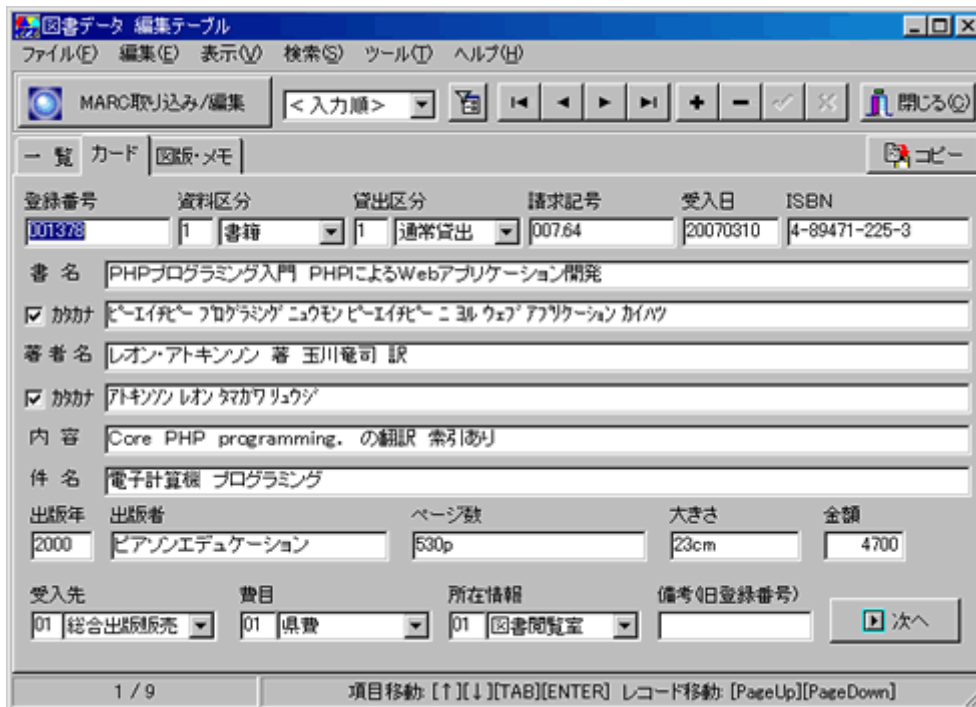 図書データ 編集テーブル
ファイル(F) 編集(E) 表示(V) 検索(S) ツール(T) ヘルプ(H)
MARC取り込み/編集 <入力順> 閉じる(C)
一 覧 カード 図版・メモ コピー
登録番号 資料区分 貸出区分 請求記号 受入日 ISBN
001378 1 書籍 1 通常貸出 007.64 20070310 4-89471-225-3
書 名 PHPプログラミング入門 PHPによるWebアプリケーション開発
カタカナ ピーエイチピー プログラミング ニュウモン ピーエイチピー ニ ヨル ウェブ アプリケーション カイハツ
著 者 名 レオン・アトキンソン 著 玉川竜司 訳
カタカナ アトキンソン レオン タマガワ リュウジ
内 容 Core PHP programming. の翻訳 索引あり
件 名 電子計算機 プログラミング
出版年 出版者 ページ数 大きさ 金額
2000 ピアソンエデュケーション 530p 23cm 4700
受入先 費目 所在情報 備考(旧登録番号)
01 総合出版販売 01 県費 01 図書閲覧室 次へ
1 / 9 項目移動: [↑][↓][TAB][ENTER] レコード移動: [PageUp][PageDown]